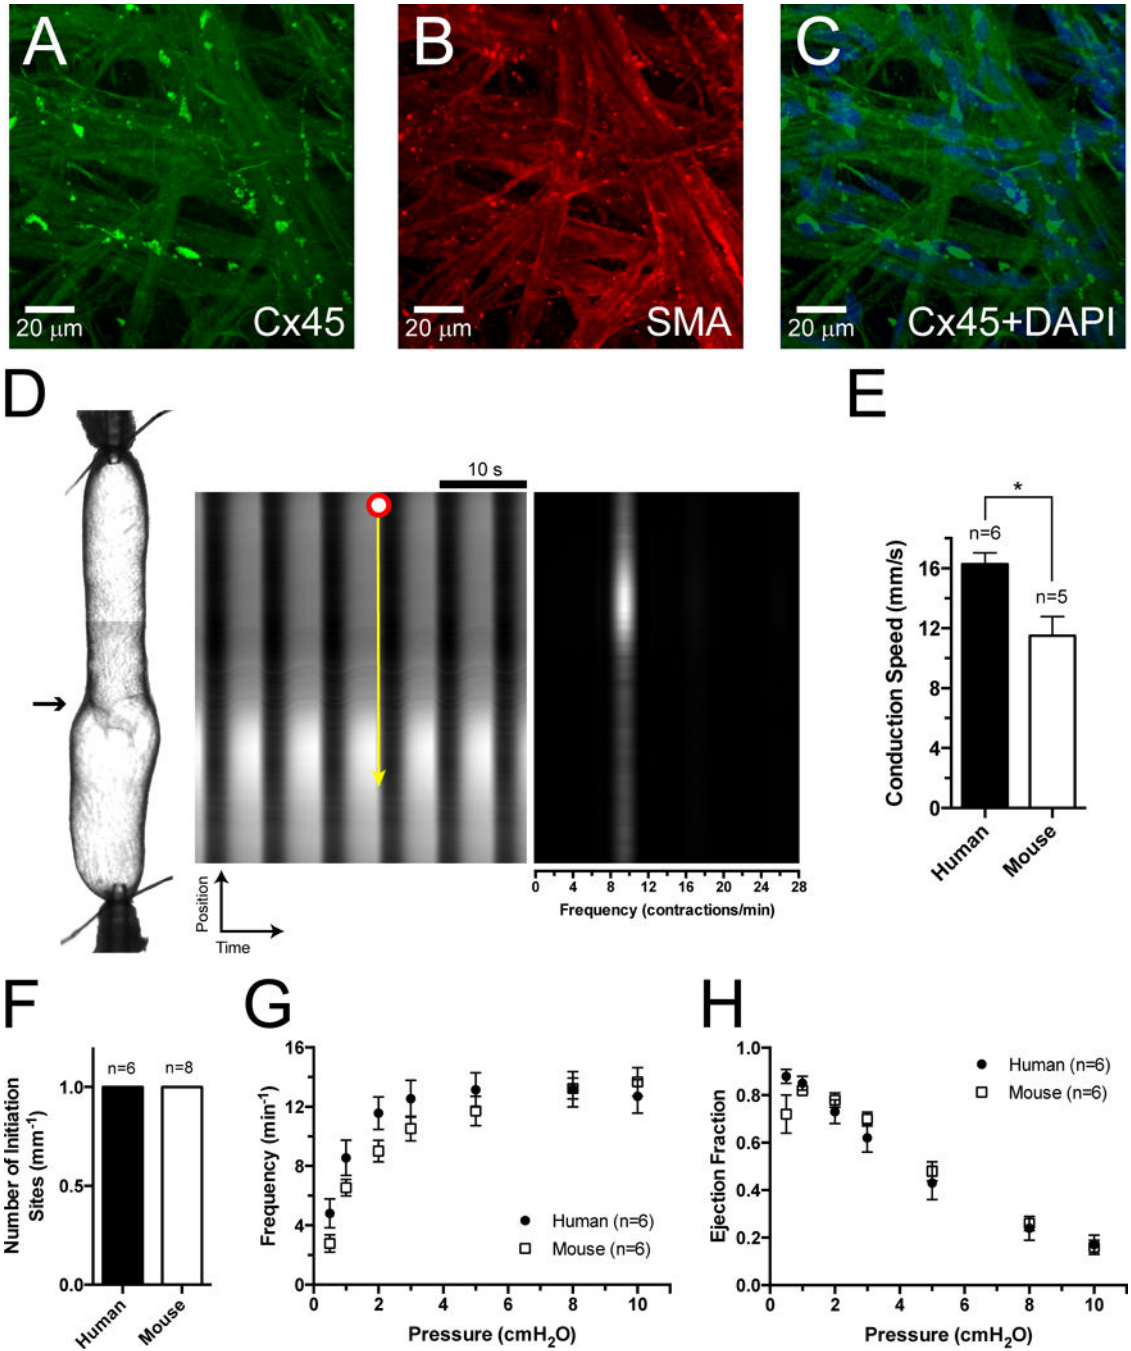 A
B
C
Cx45
SMA
Cx45+DAPI
20 μm
20 μm
20 μm
D
E
10 s
Position
Time
0 4 8 12 16 20 24 28
Frequency (contractions/min)
*
n=6
n=5
Conduction Speed (mm/s)
16
12
8
4
0
Human
Mouse
F
G
H
Number of Initiation
Sites (mm⁻¹)
n=6
n=8
1.0
0.5
0.0
Human
Mouse
Frequency (min⁻¹)
16
12
8
4
0
Human (n=6)
Mouse (n=6)
0 2 4 6 8 10
Pressure (cmH₂O)
Ejection Fraction
1.0
0.8
0.6
0.4
0.2
0.0
Human (n=6)
Mouse (n=6)
0 2 4 6 8 10
Pressure (cmH₂O)